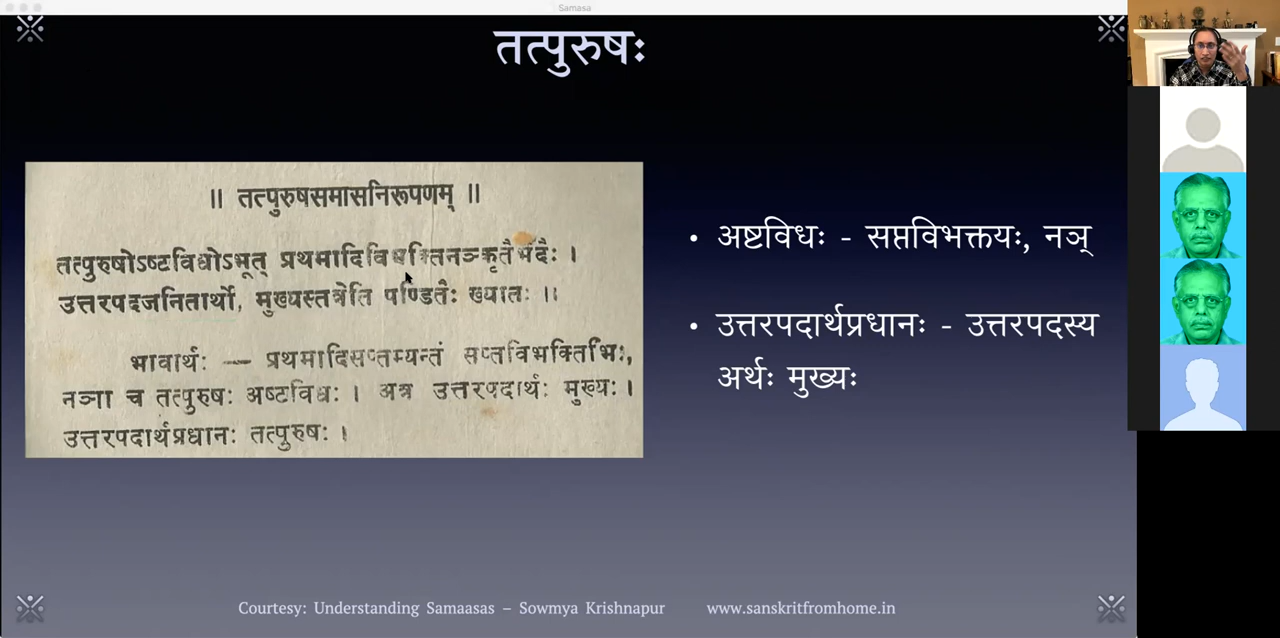 Samasa
तत्पुरुषः
॥ तत्पुरुषसमासनिरूपणम् ॥
तत्पुरुषोऽष्टविधोऽभूत् प्रथमादिविभक्तिनञ्कृतैर्भेदैः ।
उत्तरपदजनितार्थो, मुख्यस्तत्रेति पण्डितैः ख्यातः ॥
भावार्थः — प्रथमादिसप्तम्यन्तं सप्तविभक्तिभिः,
नञा च तत्पुरुषः अष्टविधः । अत्र उत्तरपदार्थः मुख्यः ।
उत्तरपदार्थप्रधानः तत्पुरुषः ।
• अष्टविधः - सप्तविभक्तयः, नञ्
• उत्तरपदार्थप्रधानः - उत्तरपदस्य
अर्थः मुख्यः
Courtesy: Understanding Samaasas – Sowmya Krishnapur www.sanskritfromhome.in